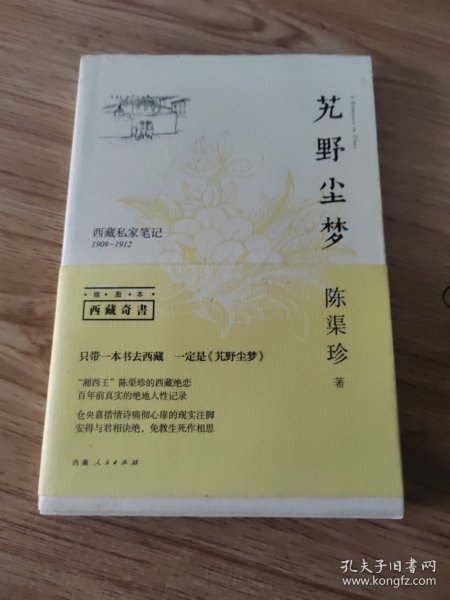 艽野尘梦
陈渠珍
著
西藏私家笔记
1909~1912
插·图·本
西藏奇書
只带一本书去西藏 一定是《艽野尘梦》
“湘西王”陈渠珍的西藏绝恋
百年前真实的绝地人性记录
仓央嘉措情诗痛彻心扉的现实注脚
安得与君相诀绝，免教生死作相思
西藏人民出版社
孔夫子旧书网
www.kongfz.com